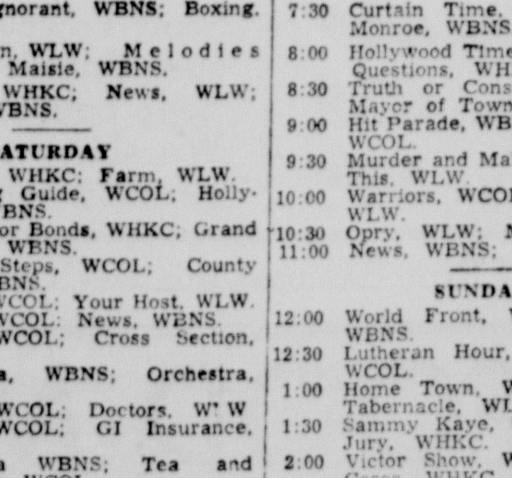 gnorant, WBNS; Boxing.
n, WLW; Melodies
Maisie, WBNS.
WHKC; News, WLW;
WBNS.
ATURDAY
WHKC; Farm, WLW.
Guide, WCOL; Holly-
BNS.
or Bonds, WHKC; Grand
WBNS.
Steps, WCOL; County
BNS.
WCOL; Your Host, WLW.
WCOL: News, WBNS.
WCOL; Cross Section,
a, WBNS; Orchestra,
WCOL; Doctors. W W
WCOL; GI Insurance,
a WBNS; Tea and
7:30 Curtain Time,
Monroe, WBNS
8:00 Hollywood Time
Questions, WH
8:30 Truth or Cons
Mayor of Town
9:00 Hit Parade, WB
WCOL.
9:30 Murder and Mal
This, WLW.
10:00 Warriors, WCOL
WLW.
10:30 Opry, WLW;
11:00 News, WBNS;
SUNDA
12:00 World Front,
WBNS.
12:30 Lutheran Hour,
WCOL.
1:00 Home Town, W
Tabernacle, WL
1:30 Sammy Kaye,
Jury, WHKC.
2:00 Victor Show, W